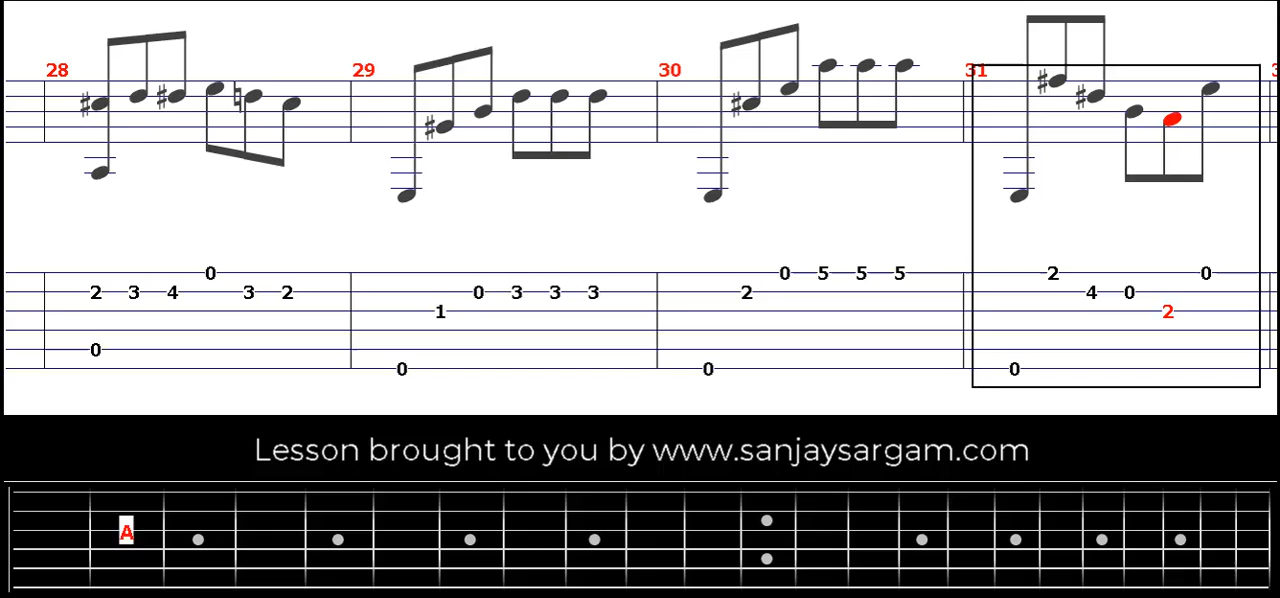 28 29 30 31
0 0 5 5 5 2 0
2 3 4 3 2 0 3 3 3 2 4 0
1 2
0
0 0 0
Lesson brought to you by www.sanjaysargam.com
A